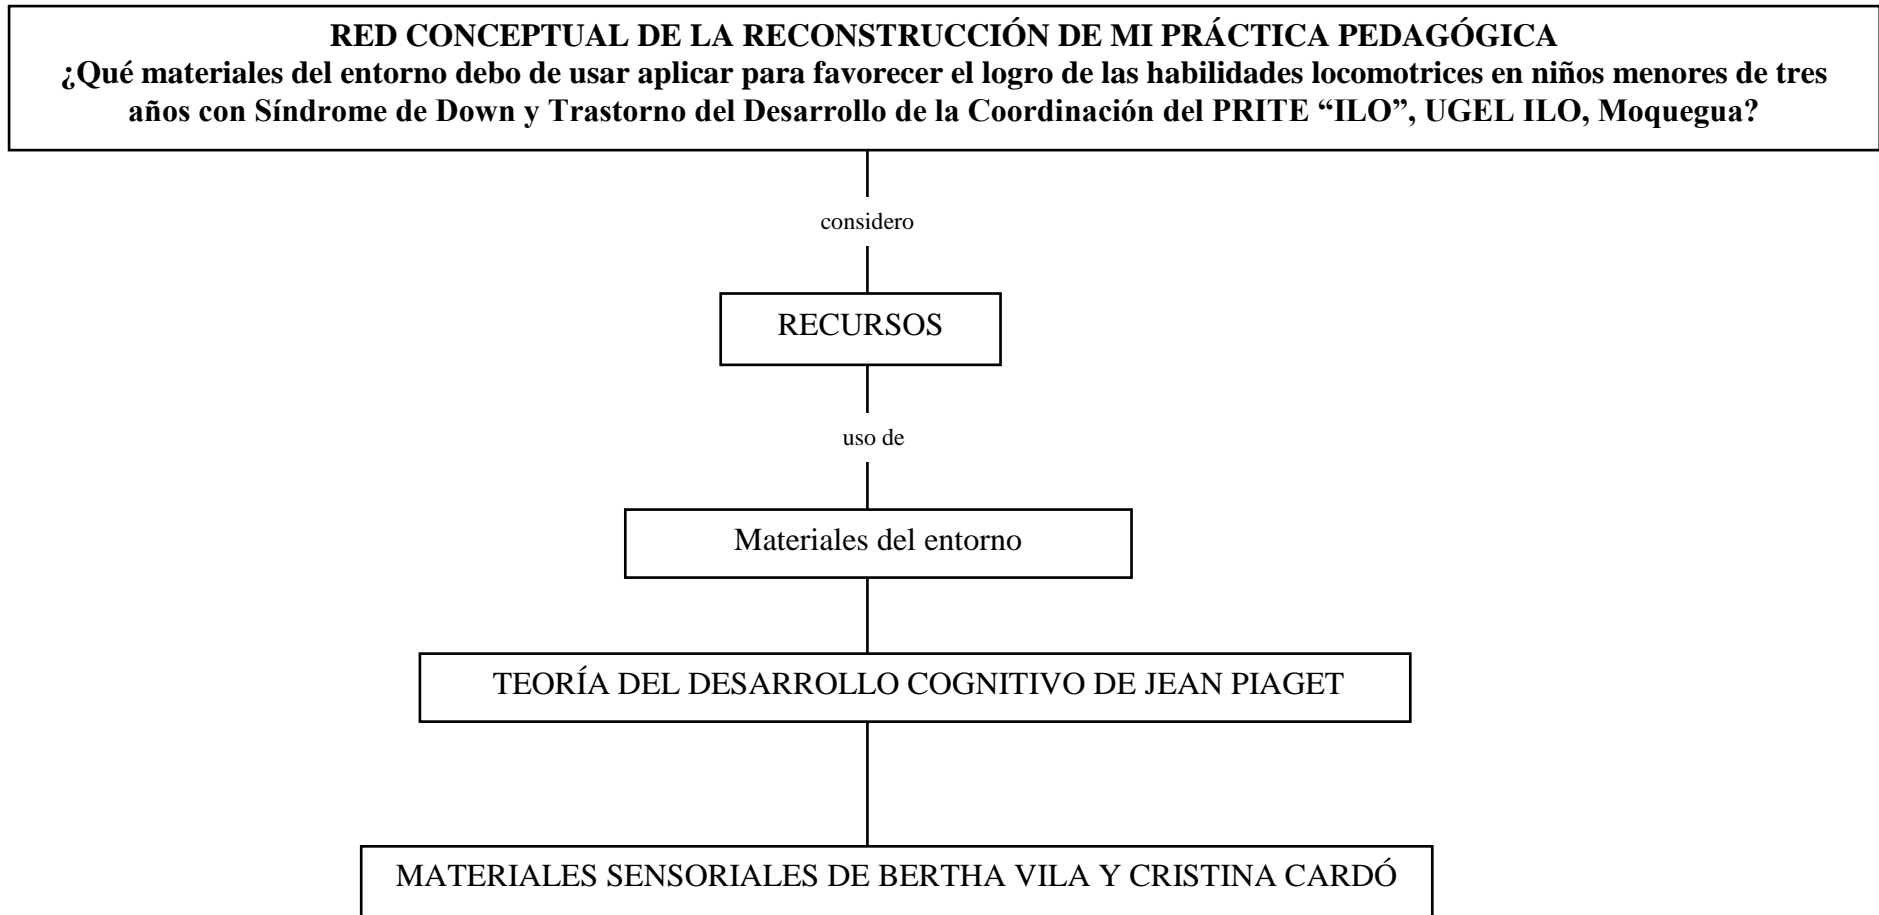 RED CONCEPTUAL DE LA RECONSTRUCCIÓN DE MI PRÁCTICA PEDAGÓGICA
¿Qué materiales del entorno debo de usar aplicar para favorecer el logro de las habilidades locomotrices en niños menores de tres
años con Síndrome de Down y Trastorno del Desarrollo de la Coordinación del PRITE “ILO”, UGEL ILO, Moquegua?
considero
RECURSOS
uso de
Materiales del entorno
TEORÍA DEL DESARROLLO COGNITIVO DE JEAN PIAGET
MATERIALES SENSORIALES DE BERTHA VILA Y CRISTINA CARDÓ